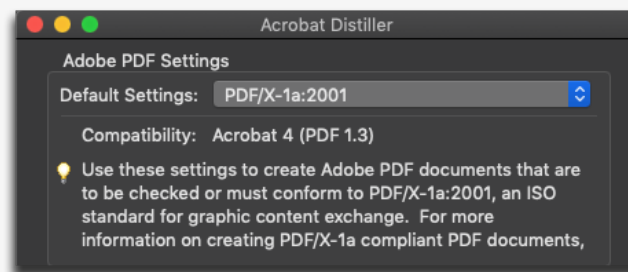 Acrobat Distiller
Adobe PDF Settings
Default Settings: PDF/X-1a:2001
Compatibility: Acrobat 4 (PDF 1.3)
Use these settings to create Adobe PDF documents that are
to be checked or must conform to PDF/X-1a:2001, an ISO
standard for graphic content exchange.  For more
information on creating PDF/X-1a compliant PDF documents,